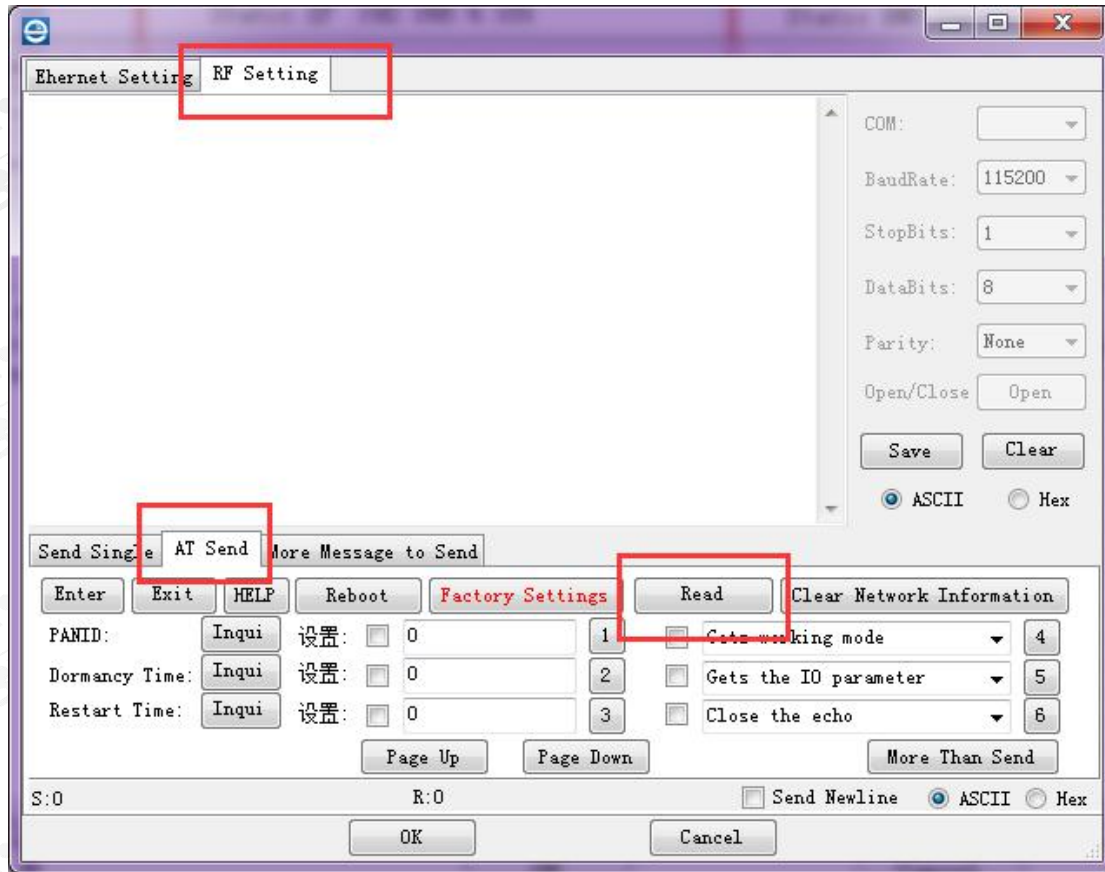 Ehernet Setting RF Setting
COM:
BaudRate: 115200
StopBits: 1
DataBits: 8
Parity: None
Open/Close Open
Save Clear
ASCII Hex
Send Single AT Send More Message to Send
Enter Exit HELP Reboot Factory Settings Read Clear Network Information
PANID: Inqui 设置: 0 1 Gets working mode 4
Dormancy Time: Inqui 设置: 0 2 Gets the IO parameter 5
Restart Time: Inqui 设置: 0 3 Close the echo 6
Page Up Page Down More Than Send
S:0 R:0 Send Newline ASCII Hex
OK Cancel